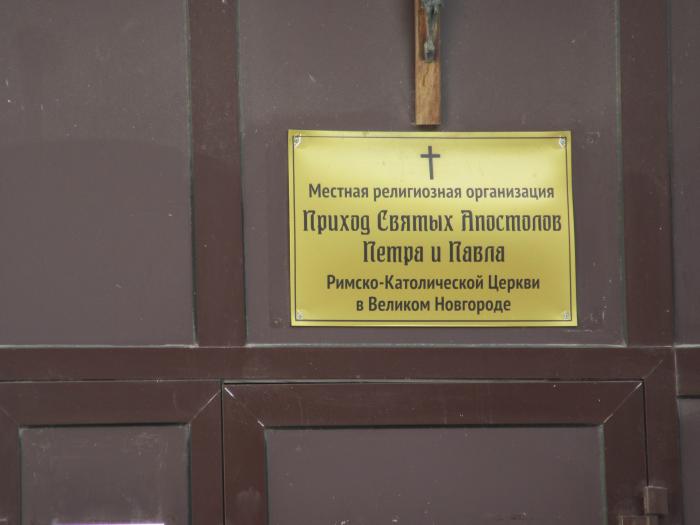 Местная религиозная организация
Приход Святых Апостолов
Петра и Павла
Римско-Католической Церкви
в Великом Новгороде